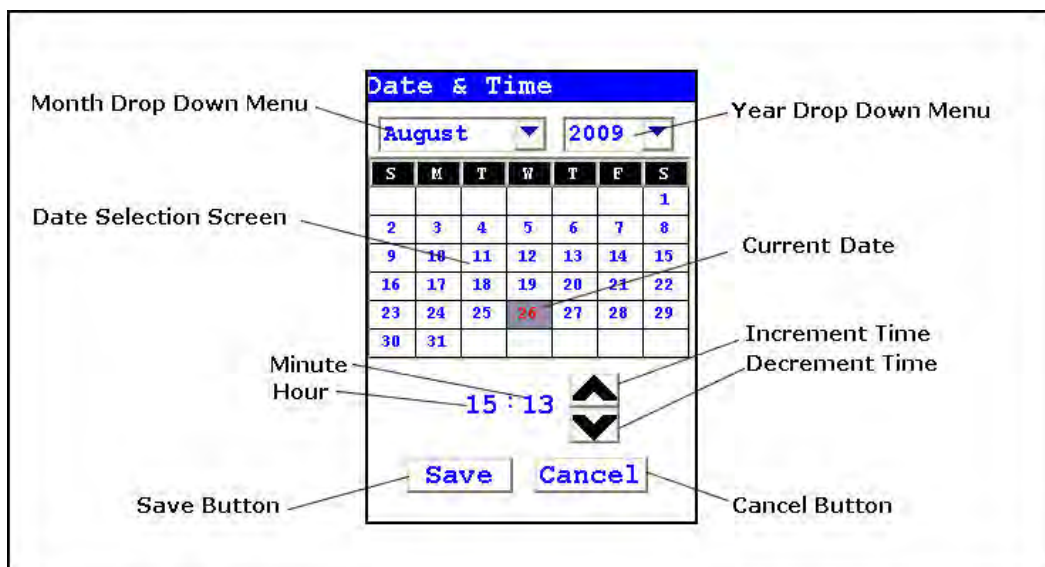 Date & Time
Month Drop Down Menu
Year Drop Down Menu
August
2009
S M T W T F S
1
Date Selection Screen
2 3 4 5 6 7 8
Current Date
9 10 11 12 13 14 15
16 17 18 19 20 21 22
23 24 25 26 27 28 29
30 31
Increment Time
Decrement Time
Minute
Hour
15 : 13
Save Cancel
Save Button
Cancel Button